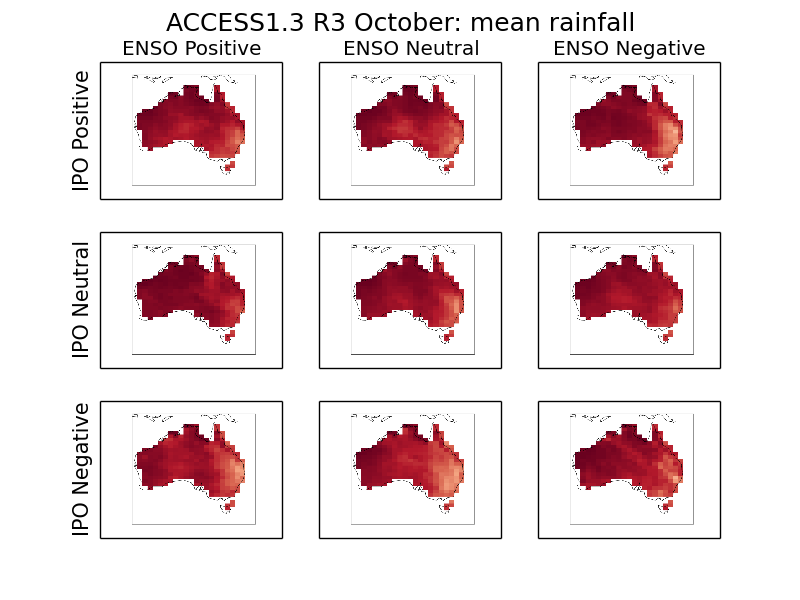 ACCESS1.3 R3 October: mean rainfall
ENSO Positive
ENSO Neutral
ENSO Negative
IPO Positive
IPO Neutral
IPO Negative